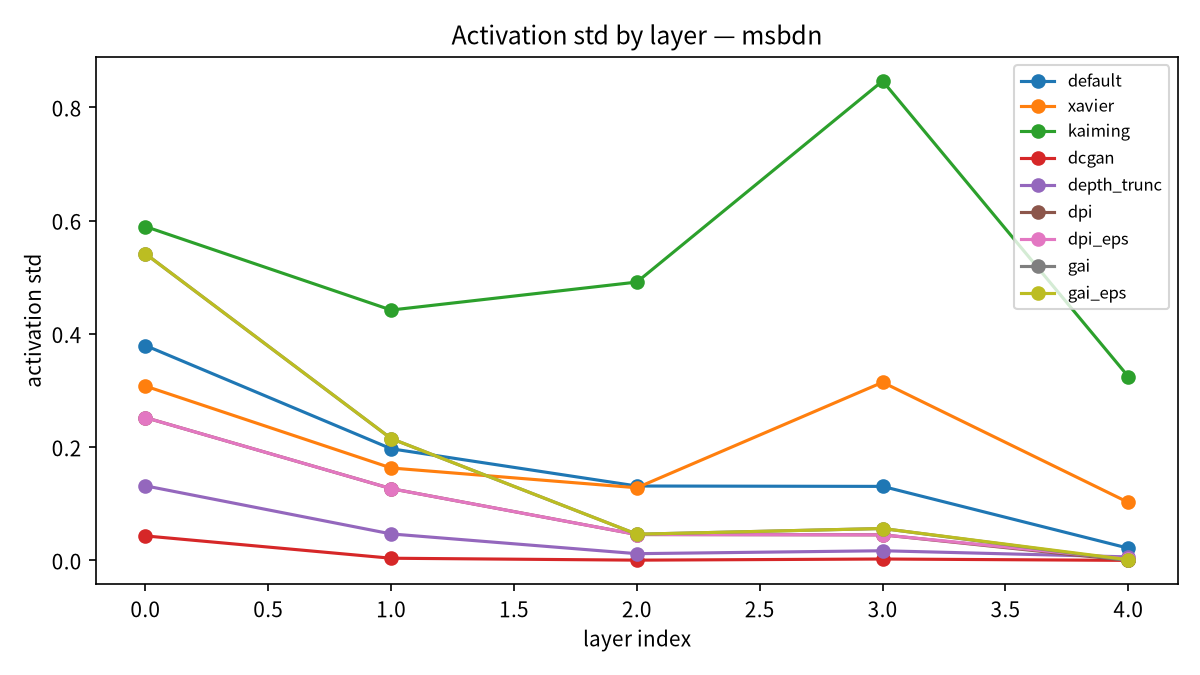 Activation std by layer — msbdn
activation std
0.8
0.6
0.4
0.2
0.0
default
xavier
kaiming
dcgan
depth_trunc
dpi
dpi_eps
gai
gai_eps
0.0 0.5 1.0 1.5 2.0 2.5 3.0 3.5 4.0
layer index